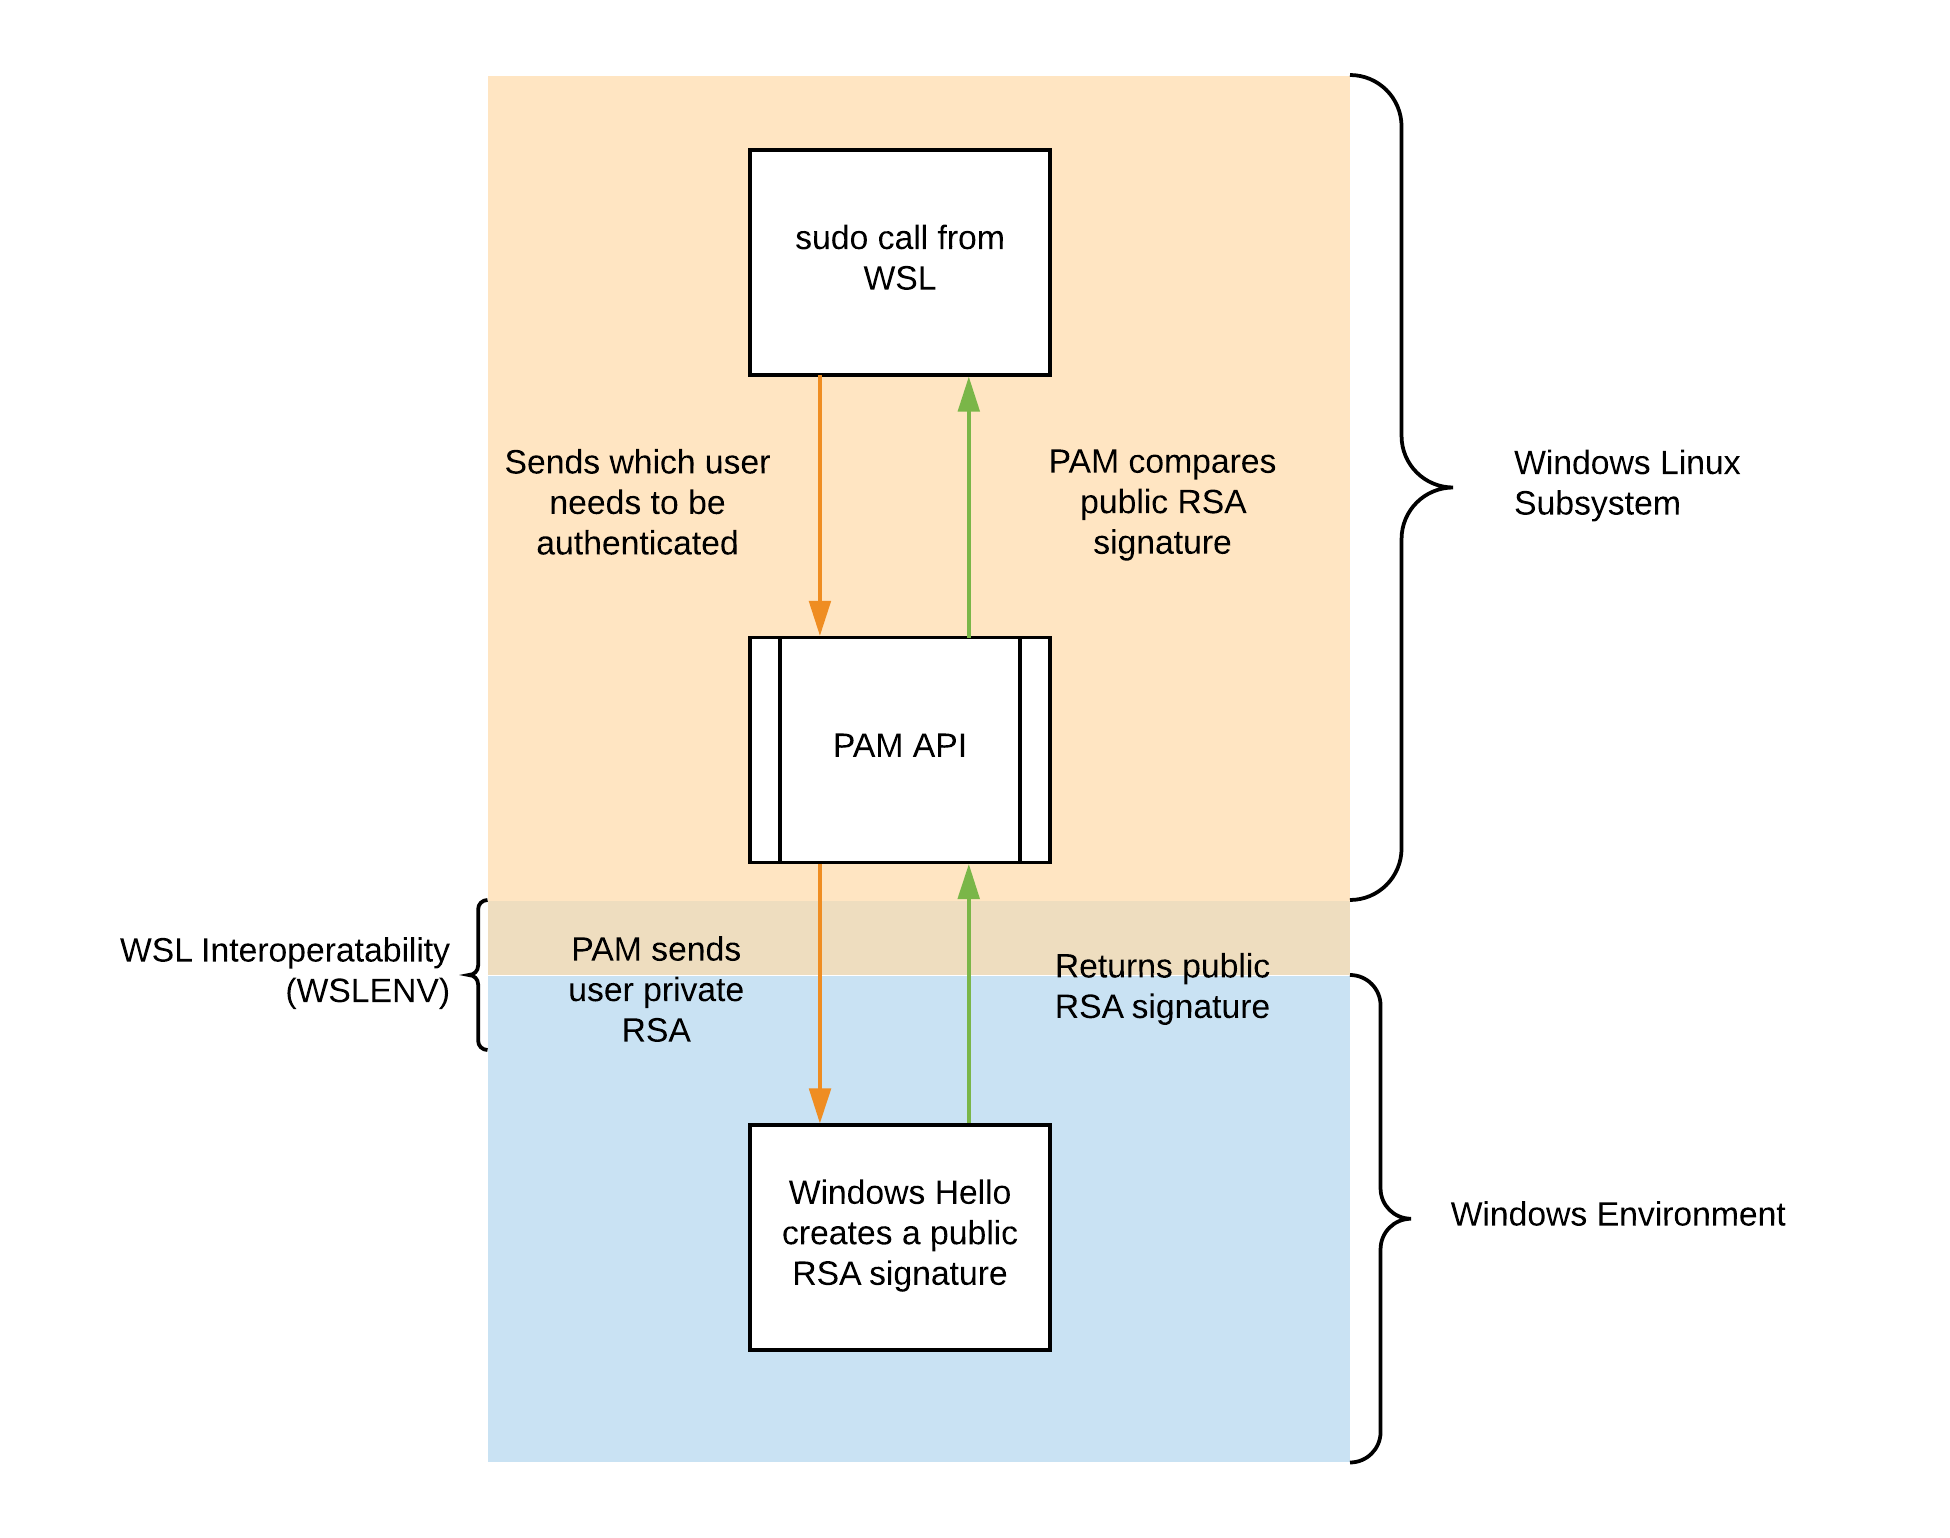 sudo call from
WSL
Sends which user
needs to be
authenticated
PAM compares
public RSA
signature
Windows Linux
Subsystem
PAM API
WSL Interoperatability
(WSLENV)
PAM sends
user private
RSA
Returns public
RSA signature
Windows Hello
creates a public
RSA signature
Windows Environment